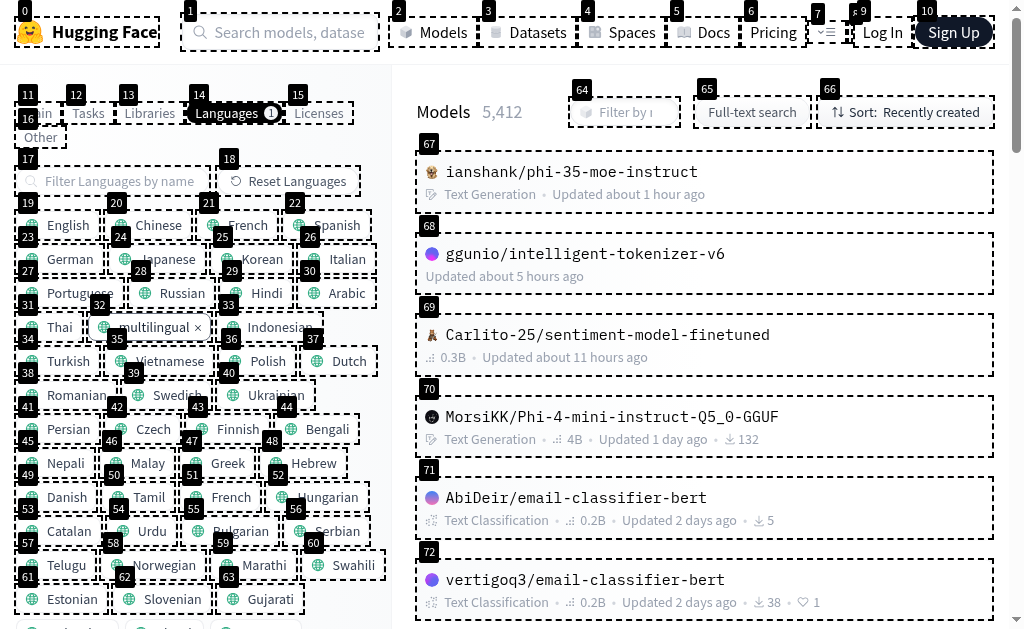 0 1 2 3 4 5 6 7 9 10
Hugging Face Search models, datase Models Datasets Spaces Docs Pricing Log In Sign Up
11 12 13 14 15
Tasks Libraries Languages 1 Licenses
16
Other
17 18
Filter Languages by name Reset Languages
19 20 21 22
English Chinese French Spanish
23 24 25 26
German Japanese Korean Italian
27 28 29 30
Portuguese Russian Hindi Arabic
31 32 33
Thai multilingual × Indonesian
34 35 36 37
Turkish Vietnamese Polish Dutch
38 39 40
Romanian Swedish Ukrainian
41 42 43 44
Persian Czech Finnish Bengali
45 46 47 48
Nepali Malay Greek Hebrew
49 50 51 52
Danish Tamil French Hungarian
53 54 55 56
Catalan Urdu Bulgarian Serbian
57 58 59 60
Telugu Norwegian Marathi Swahili
61 62 63
Estonian Slovenian Gujarati
64 65 66
Models 5,412 Filter by Full-text search Sort: Recently created
67
ianshank/phi-35-moe-instruct
Text Generation • Updated about 1 hour ago
68
ggunio/intelligent-tokenizer-v6
Updated about 5 hours ago
69
Carlito-25/sentiment-model-finetuned
0.3B • Updated about 11 hours ago
70
MorsiKK/Phi-4-mini-instruct-Q5_0-GGUF
Text Generation • 4B • Updated 1 day ago • 132
71
AbiDeir/email-classifier-bert
Text Classification • 0.2B • Updated 2 days ago • 5
72
vertigoq3/email-classifier-bert
Text Classification • 0.2B • Updated 2 days ago • 38 • 1